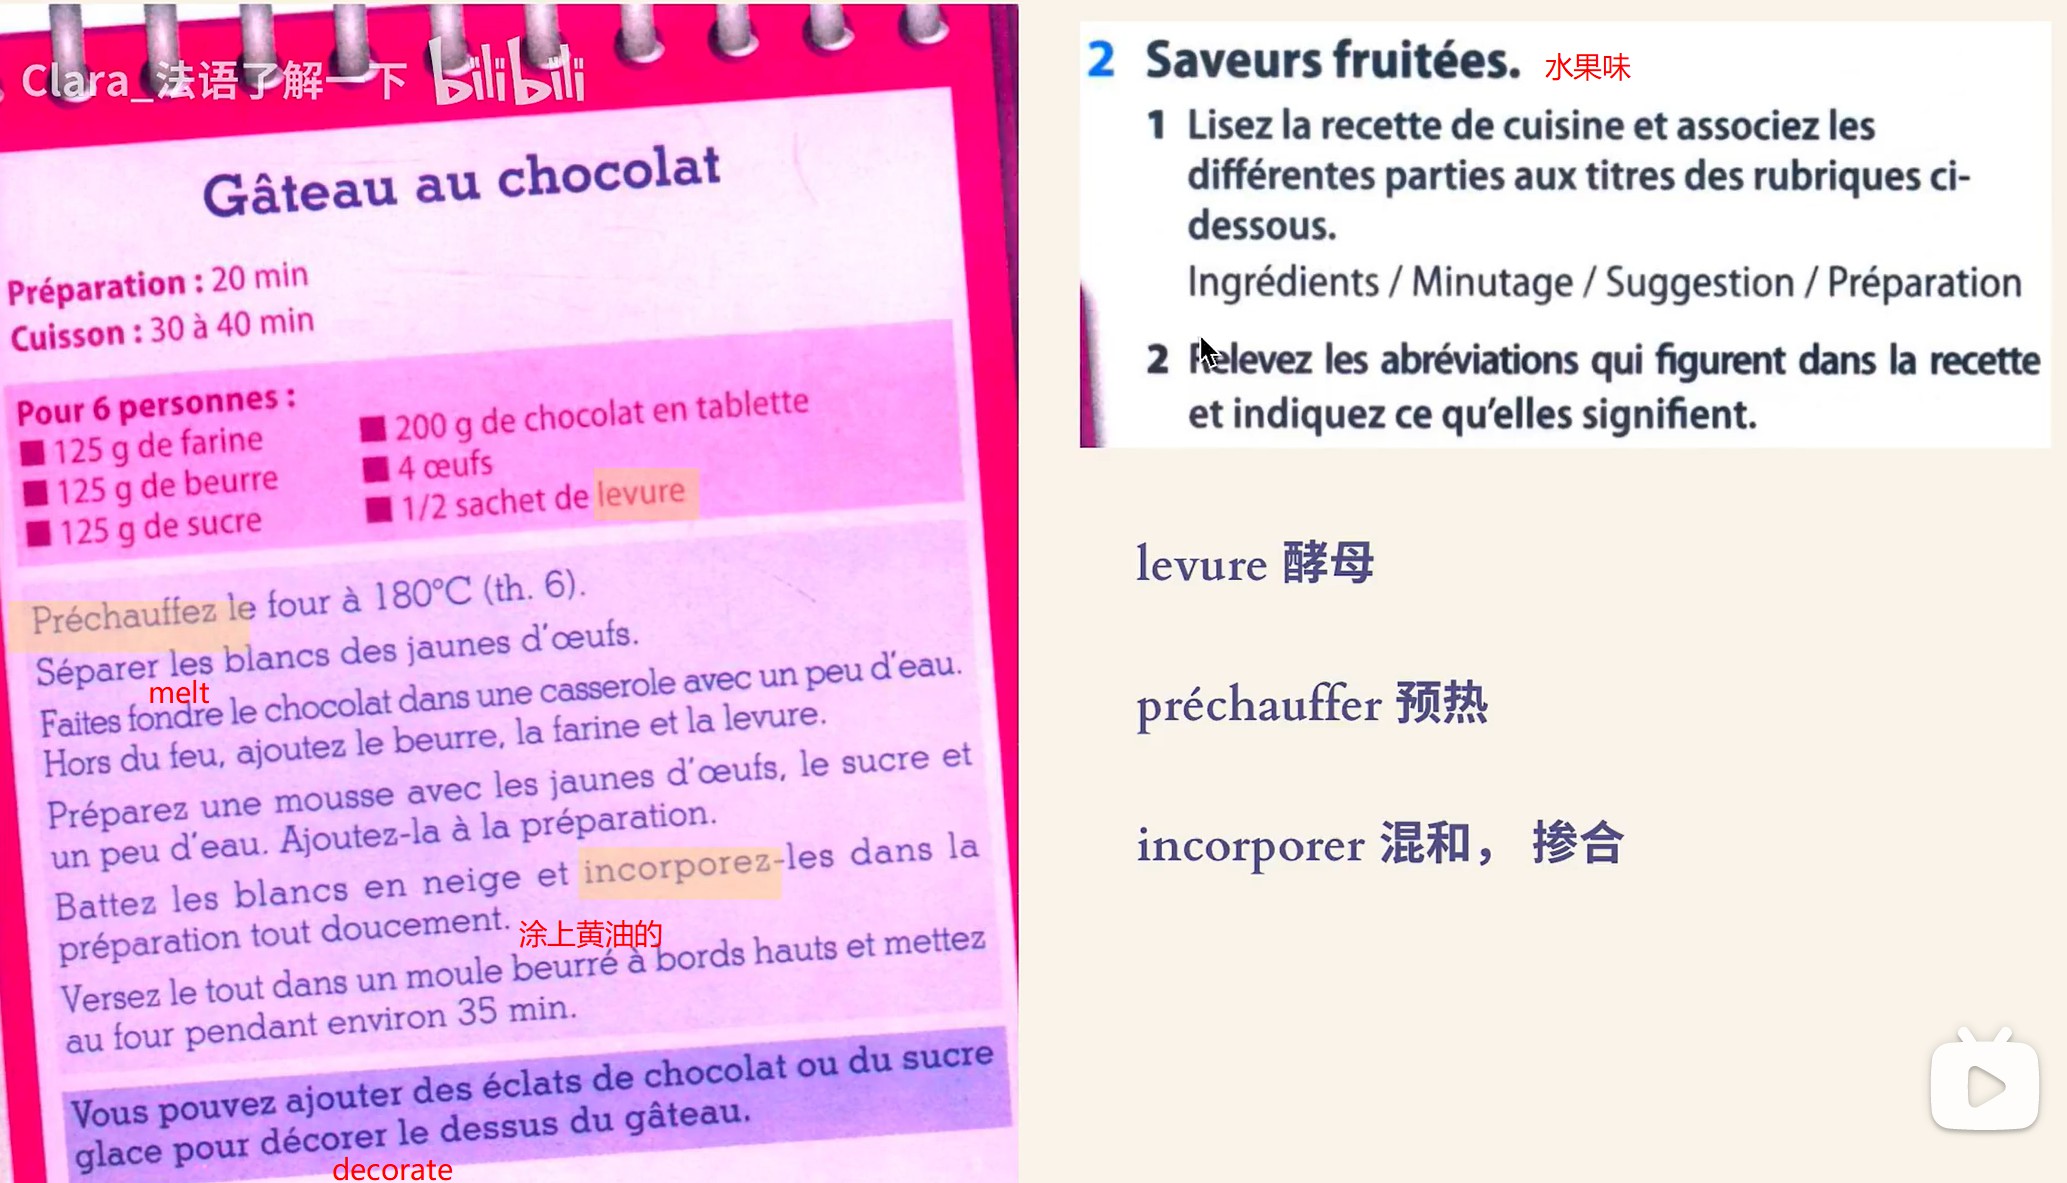 Clara_法语了解一下 bilibili
Gâteau au chocolat
Préparation : 20 min
Cuisson : 30 à 40 min
Pour 6 personnes :
■ 125 g de farine
■ 125 g de beurre
■ 125 g de sucre
■ 200 g de chocolat en tablette
■ 4 œufs
■ 1/2 sachet de levure
Préchauffez le four à 180°C (th. 6).
Séparer les blancs des jaunes d'œufs.
melt
Faites fondre le chocolat dans une casserole avec un peu d'eau.
Hors du feu, ajoutez le beurre, la farine et la levure.
Préparez une mousse avec les jaunes d'œufs, le sucre et
un peu d'eau. Ajoutez-la à la préparation.
Battez les blancs en neige et incorporez-les dans la
préparation tout doucement.
涂上黄油的
Versez le tout dans un moule beurré à bords hauts et mettez
au four pendant environ 35 min.
Vous pouvez ajouter des éclats de chocolat ou du sucre
glace pour décorer le dessus du gâteau.
decorate
2 Saveurs fruitées. 水果味
1 Lisez la recette de cuisine et associez les
différentes parties aux titres des rubriques ci-
dessous.
Ingrédients / Minutage / Suggestion / Préparation
2 Relevez les abréviations qui figurent dans la recette
et indiquez ce qu'elles signifient.
levure 酵母
préchauffer 预热
incorporer 混和， 掺合